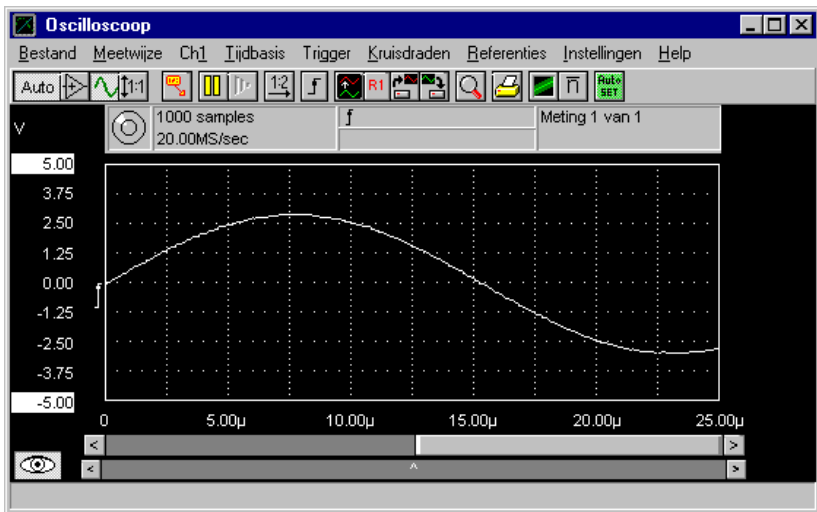 Oscilloscoop
Bestand Meetwijze Ch1 Tijdbasis Trigger Kruisdraden Referenties Instellingen Help
Auto 1:1 1:2 R1 Auto SET
V
1000 samples
20.00MS/sec
Meting 1 van 1
5.00
3.75
2.50
1.25
0.00
-1.25
-2.50
-3.75
-5.00
0 5.00µ 10.00µ 15.00µ 20.00µ 25.00µ